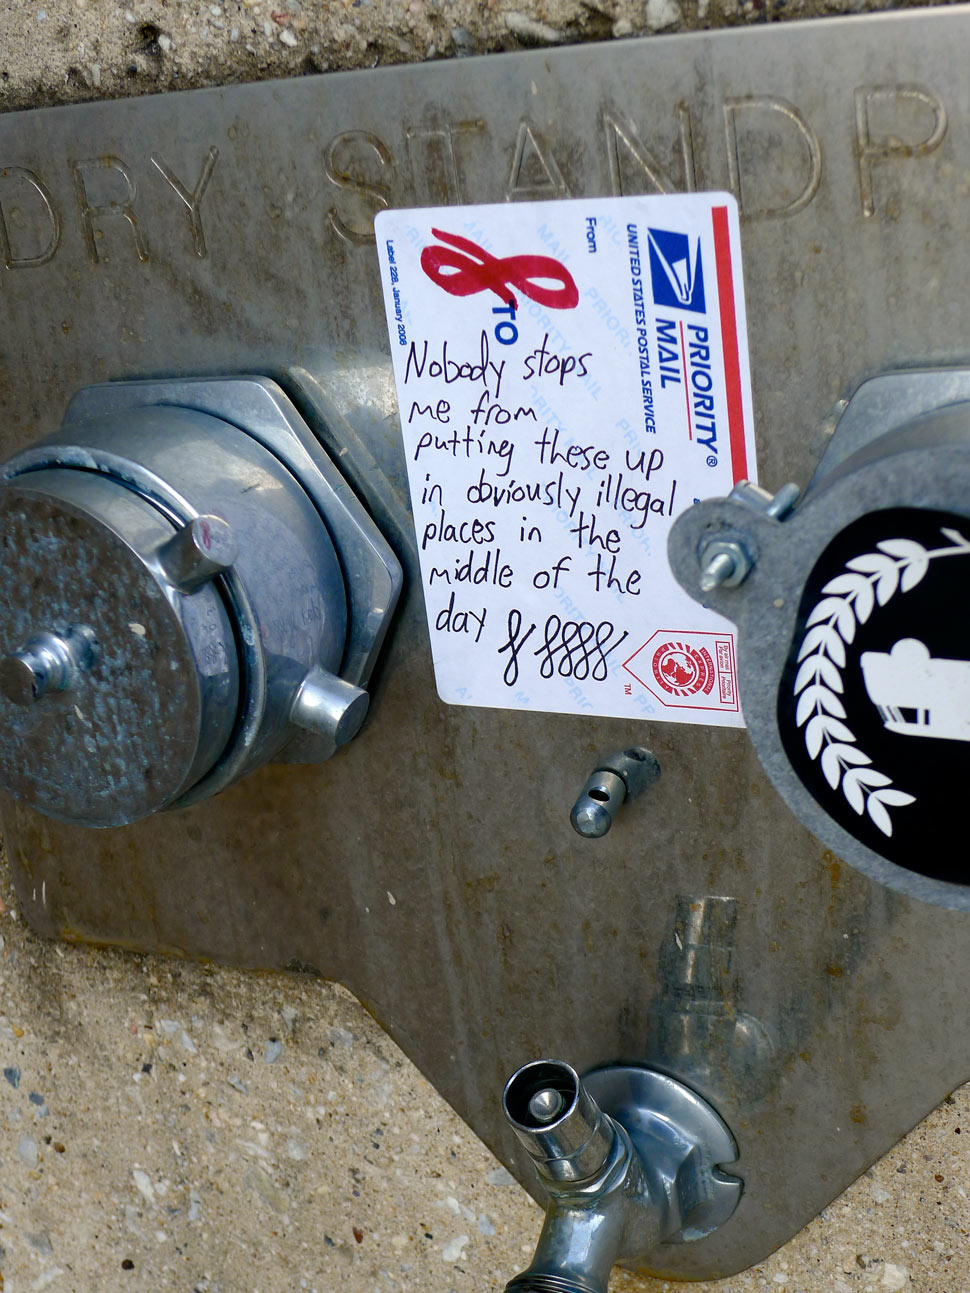 DRY STANDP
Label 228, January 2008
From
TO
UNITED STATES POSTAL SERVICE
PRIORITY®
MAIL
Nobody stops
me from
putting these up
in obviously illegal
places in the
middle of the
day
TM